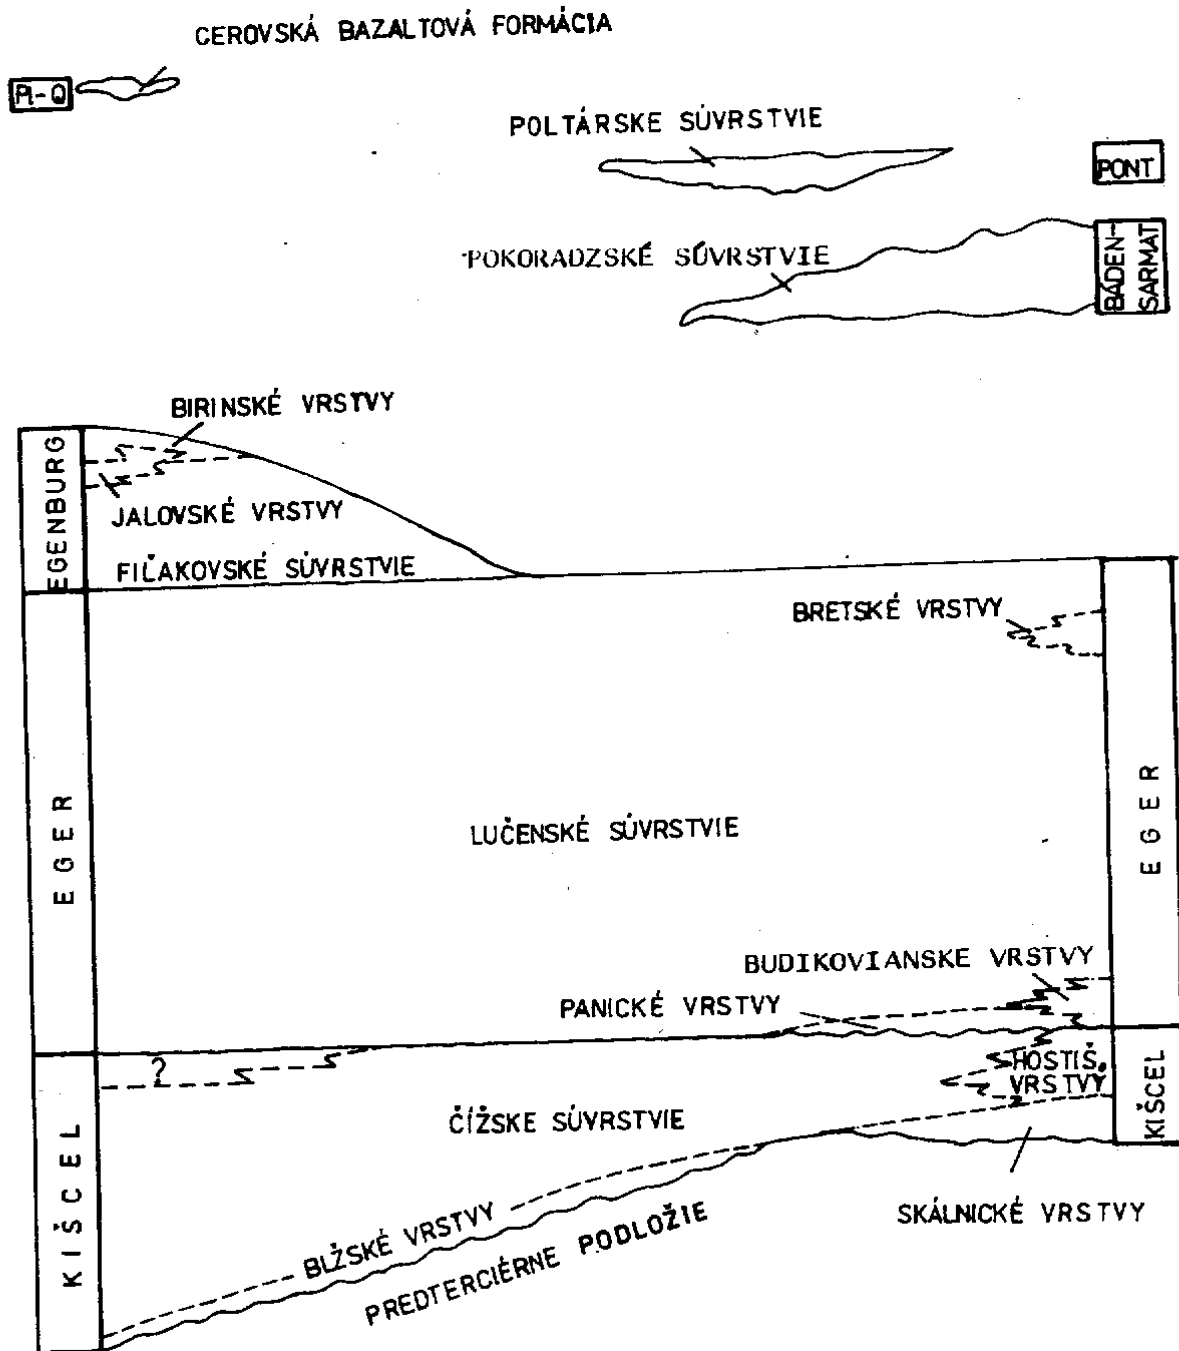 CEROVSKÁ BAZALTOVÁ FORMÁCIA
Pl-Q
POLTÁRSKE SÚVRSTVIE
PONT
POKORADZSKÉ SÚVRSTVIE
BÁDEN-
SARMAT
BIRINSKÉ VRSTVY
EGENBURG
JALOVSKÉ VRSTVY
FIĽAKOVSKÉ SÚVRSTVIE
BRETSKÉ VRSTVY
EGER
EGER
LUČENSKÉ SÚVRSTVIE
BUDIKOVIANSKE VRSTVY
PANICKÉ VRSTVY
?
HOSTIŠ.
VRSTVY
ČÍŽSKE SÚVRSTVIE
KIŠCEL
KIŠCEL
SKÁLNICKÉ VRSTVY
BLŽSKÉ VRSTVY
PREDTERCIÉRNE PODLOŽIE